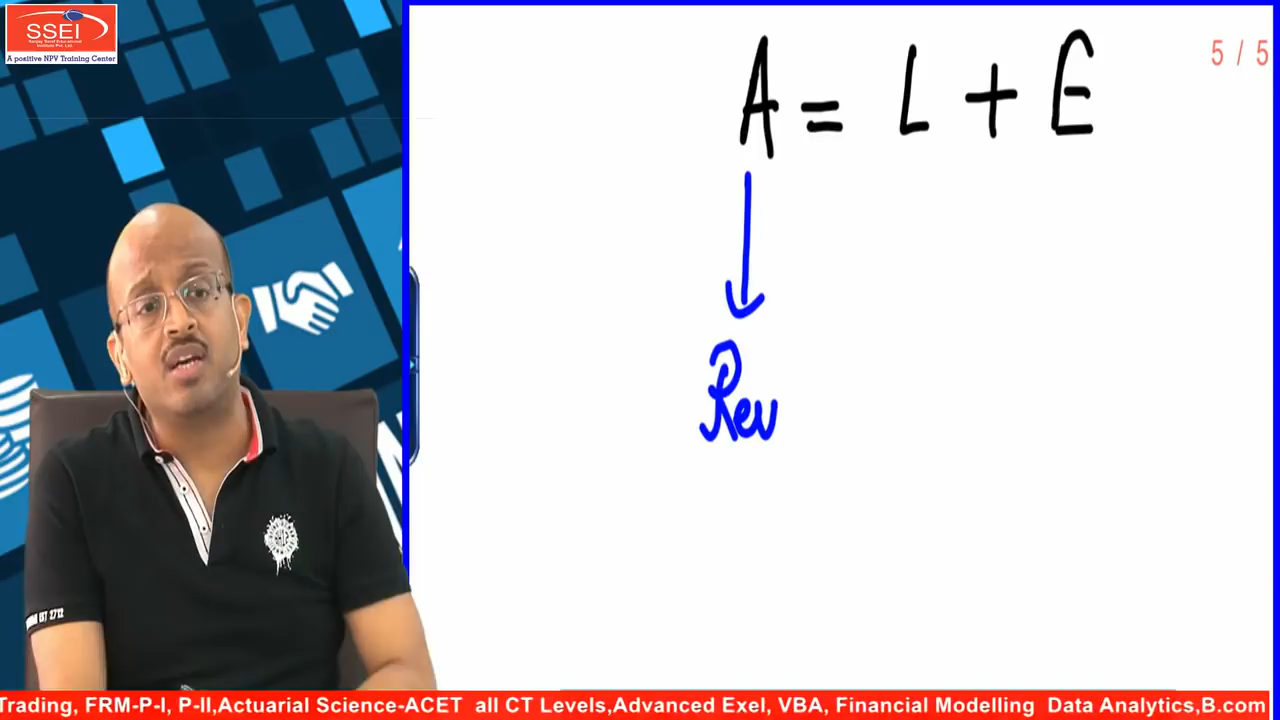 SSEI
A positive NPV Training Center
A = L + E
5 / 5
Rev
Trading, FRM-P-I, P-II,Actuarial Science-ACET all CT Levels,Advanced Exel, VBA, Financial Modelling Data Analytics,B.com